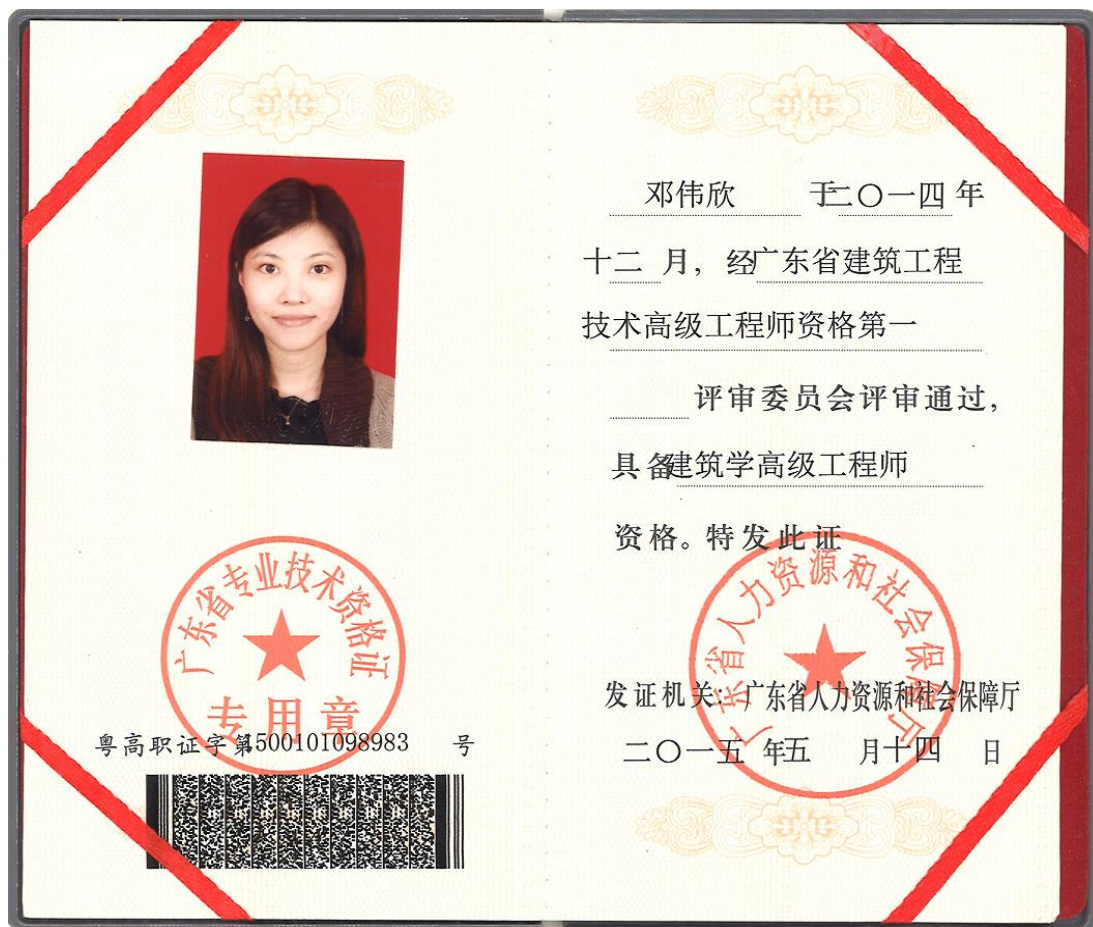 广东省专业技术资格证
专用章
粤高职证字第1500101098983 号
邓伟欣 于二〇一四年
十二 月，经广东省建筑工程
技术高级工程师资格第一
评审委员会评审通过，
具备建筑学高级工程师
资格。特发此证
广东省人力资源和社会保障厅
发证机关：广东省人力资源和社会保障厅
二〇一五 年五 月十四 日